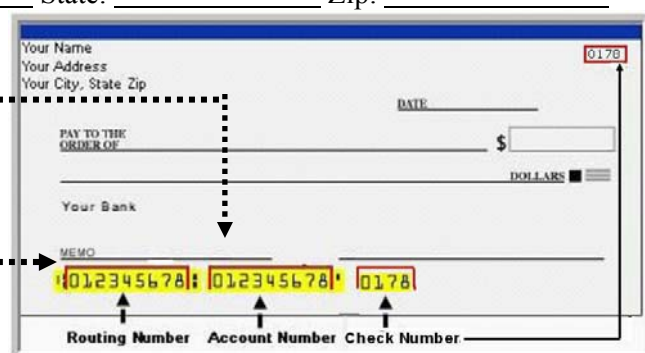 State: Zip:
Your Name
0178
Your Address
Your City, State Zip
DATE
PAY TO THE
ORDER OF
$
DOLLARS
Your Bank
MEMO
⑆012345678⑆ 012345678⑈ 0178
Routing Number Account Number Check Number